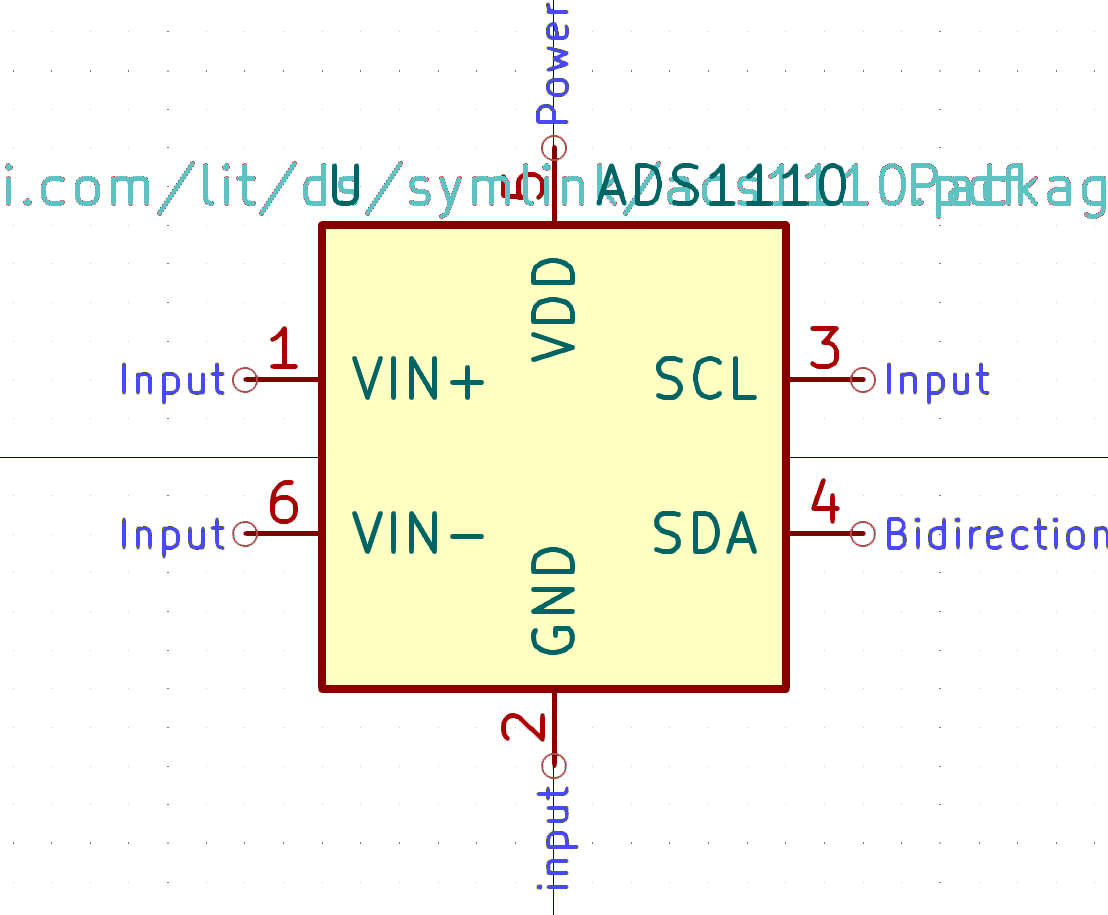 Power
i.com/lit/ds/symlink/ads1110.pdf
U
5
ADS1110
VDD
1
VIN+
Input
3
SCL
Input
6
VIN-
Input
4
SDA
Bidirection
GND
2
input